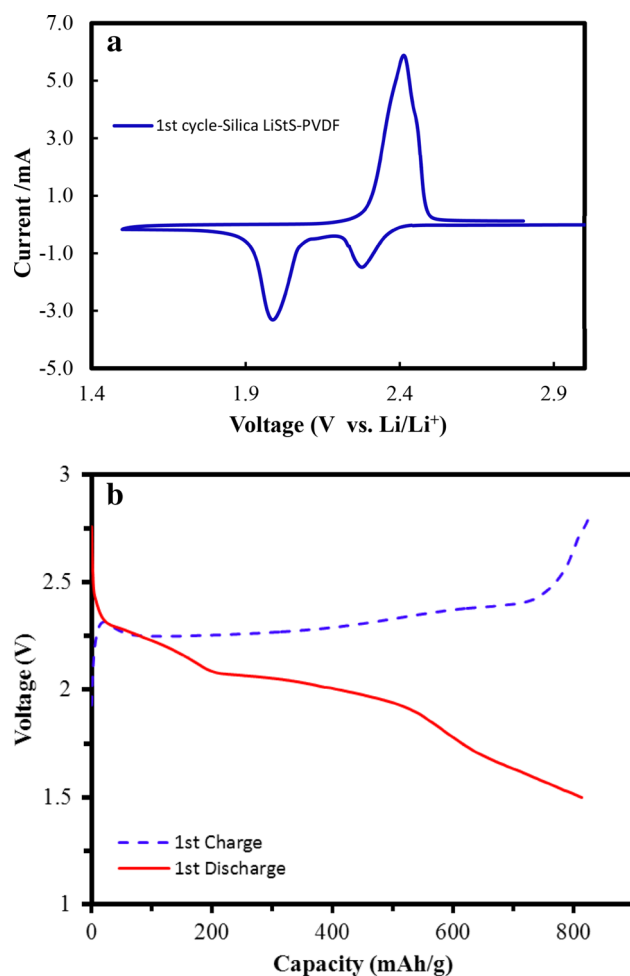 a
7.0
5.0
3.0
1.0
-1.0
-3.0
-5.0
Current /mA
1st cycle-Silica LiStS-PVDF
1.4 1.9 2.4 2.9
Voltage (V vs. Li/Li⁺)
b
3
2.5
2
1.5
1
Voltage (V)
1st Charge
1st Discharge
0 200 400 600 800
Capacity (mAh/g)